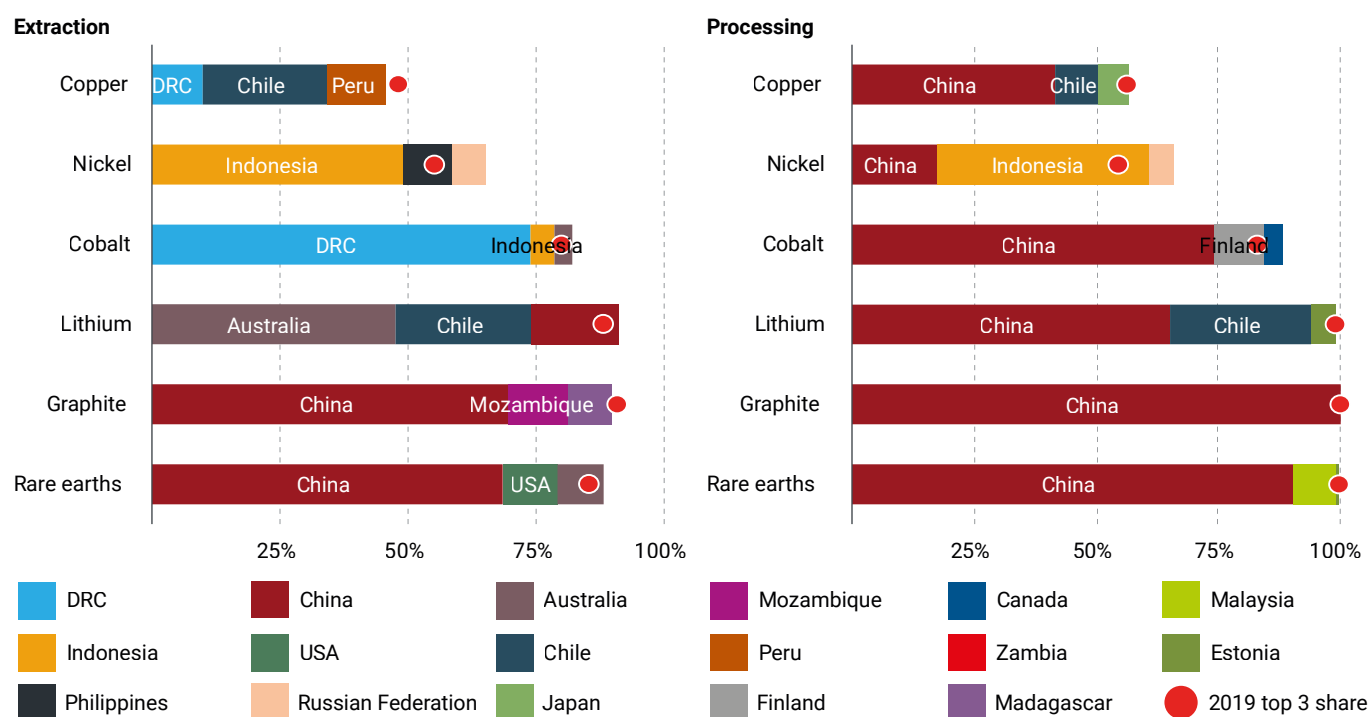 Extraction
Processing
Copper
DRC
Chile
Peru
Nickel
Indonesia
Cobalt
DRC
Indonesia
Lithium
Australia
Chile
Graphite
China
Mozambique
Rare earths
China
USA
25%
50%
75%
100%
Copper
China
Chile
Nickel
China
Indonesia
Cobalt
China
Finland
Lithium
China
Chile
Graphite
China
Rare earths
China
25%
50%
75%
100%
DRC
China
Australia
Mozambique
Canada
Malaysia
Indonesia
USA
Chile
Peru
Zambia
Estonia
Philippines
Russian Federation
Japan
Finland
Madagascar
2019 top 3 share